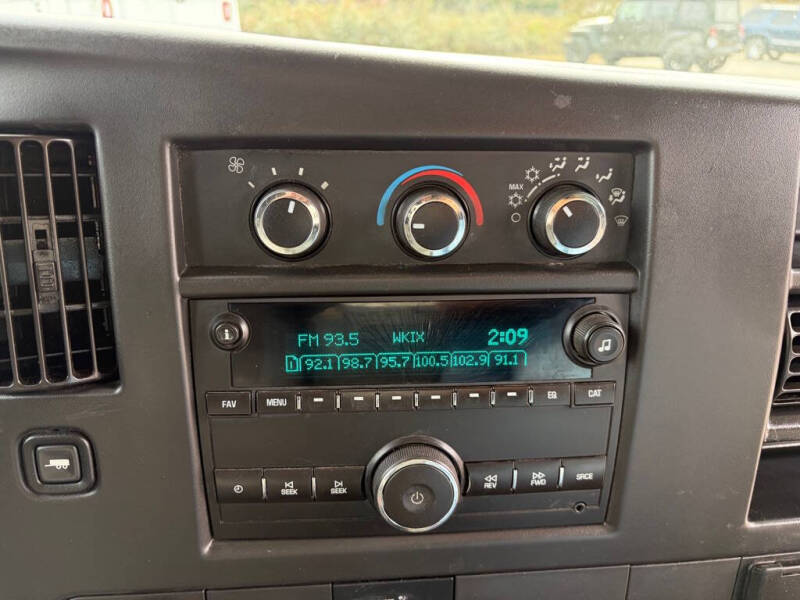 MAX
FM 93.5 WKIX 2:09
1 92.1 98.7 95.7 100.5 102.9 91.1
FAV MENU EQ CAT
SEEK SEEK REV FWD SRCE